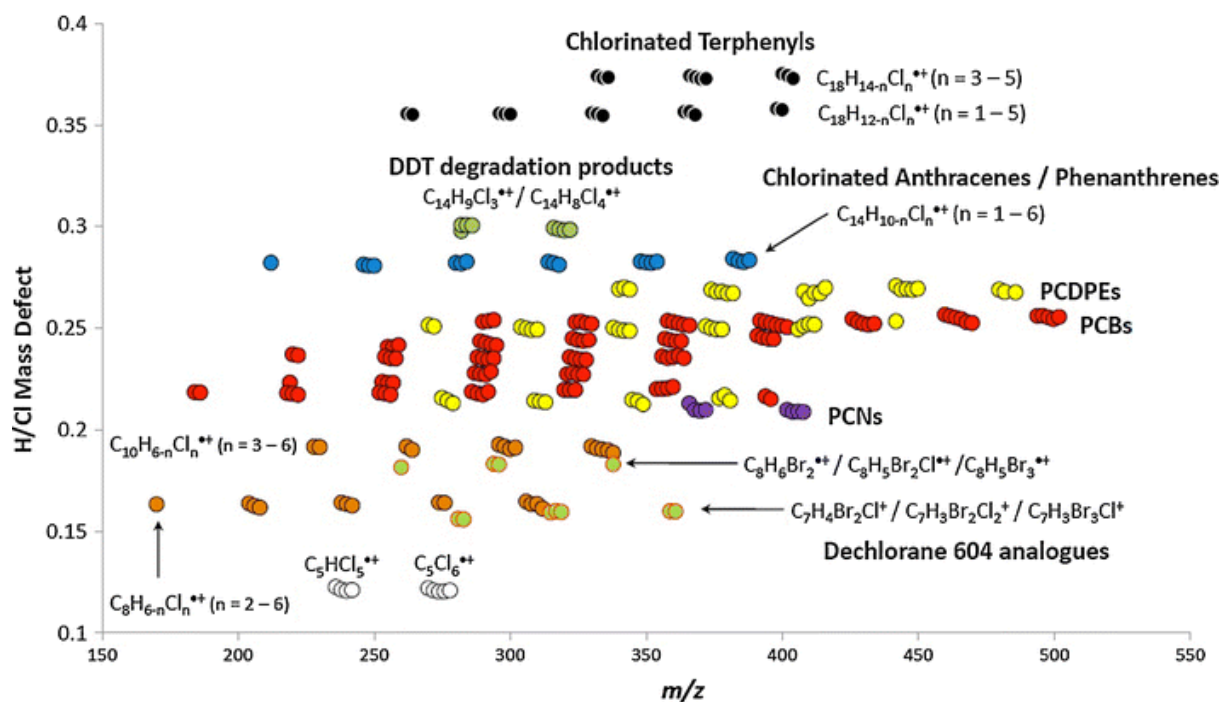 0.4
0.35
0.3
0.25
0.2
0.15
0.1
H/Cl Mass Defect
Chlorinated Terphenyls
C₁₈H₁₄₋ₙClₙ•⁺ (n = 3 – 5)
C₁₈H₁₂₋ₙClₙ•⁺ (n = 1 – 5)
DDT degradation products
C₁₄H₉Cl₃•⁺ / C₁₄H₈Cl₄•⁺
Chlorinated Anthracenes / Phenanthrenes
C₁₄H₁₀₋ₙClₙ•⁺ (n = 1 – 6)
PCDPEs
PCBs
PCNs
C₁₀H₆₋ₙClₙ•⁺ (n = 3 – 6)
C₈H₆Br₂•⁺ / C₈H₅Br₂Cl•⁺ /C₈H₅Br₃•⁺
C₇H₄Br₂Cl⁺ / C₇H₃Br₂Cl₂⁺ / C₇H₃Br₃Cl⁺
Dechlorane 604 analogues
C₅HCl₅•⁺
C₅Cl₆•⁺
C₈H₆₋ₙClₙ•⁺ (n = 2 – 6)
150 200 250 300 350 400 450 500 550
m/z